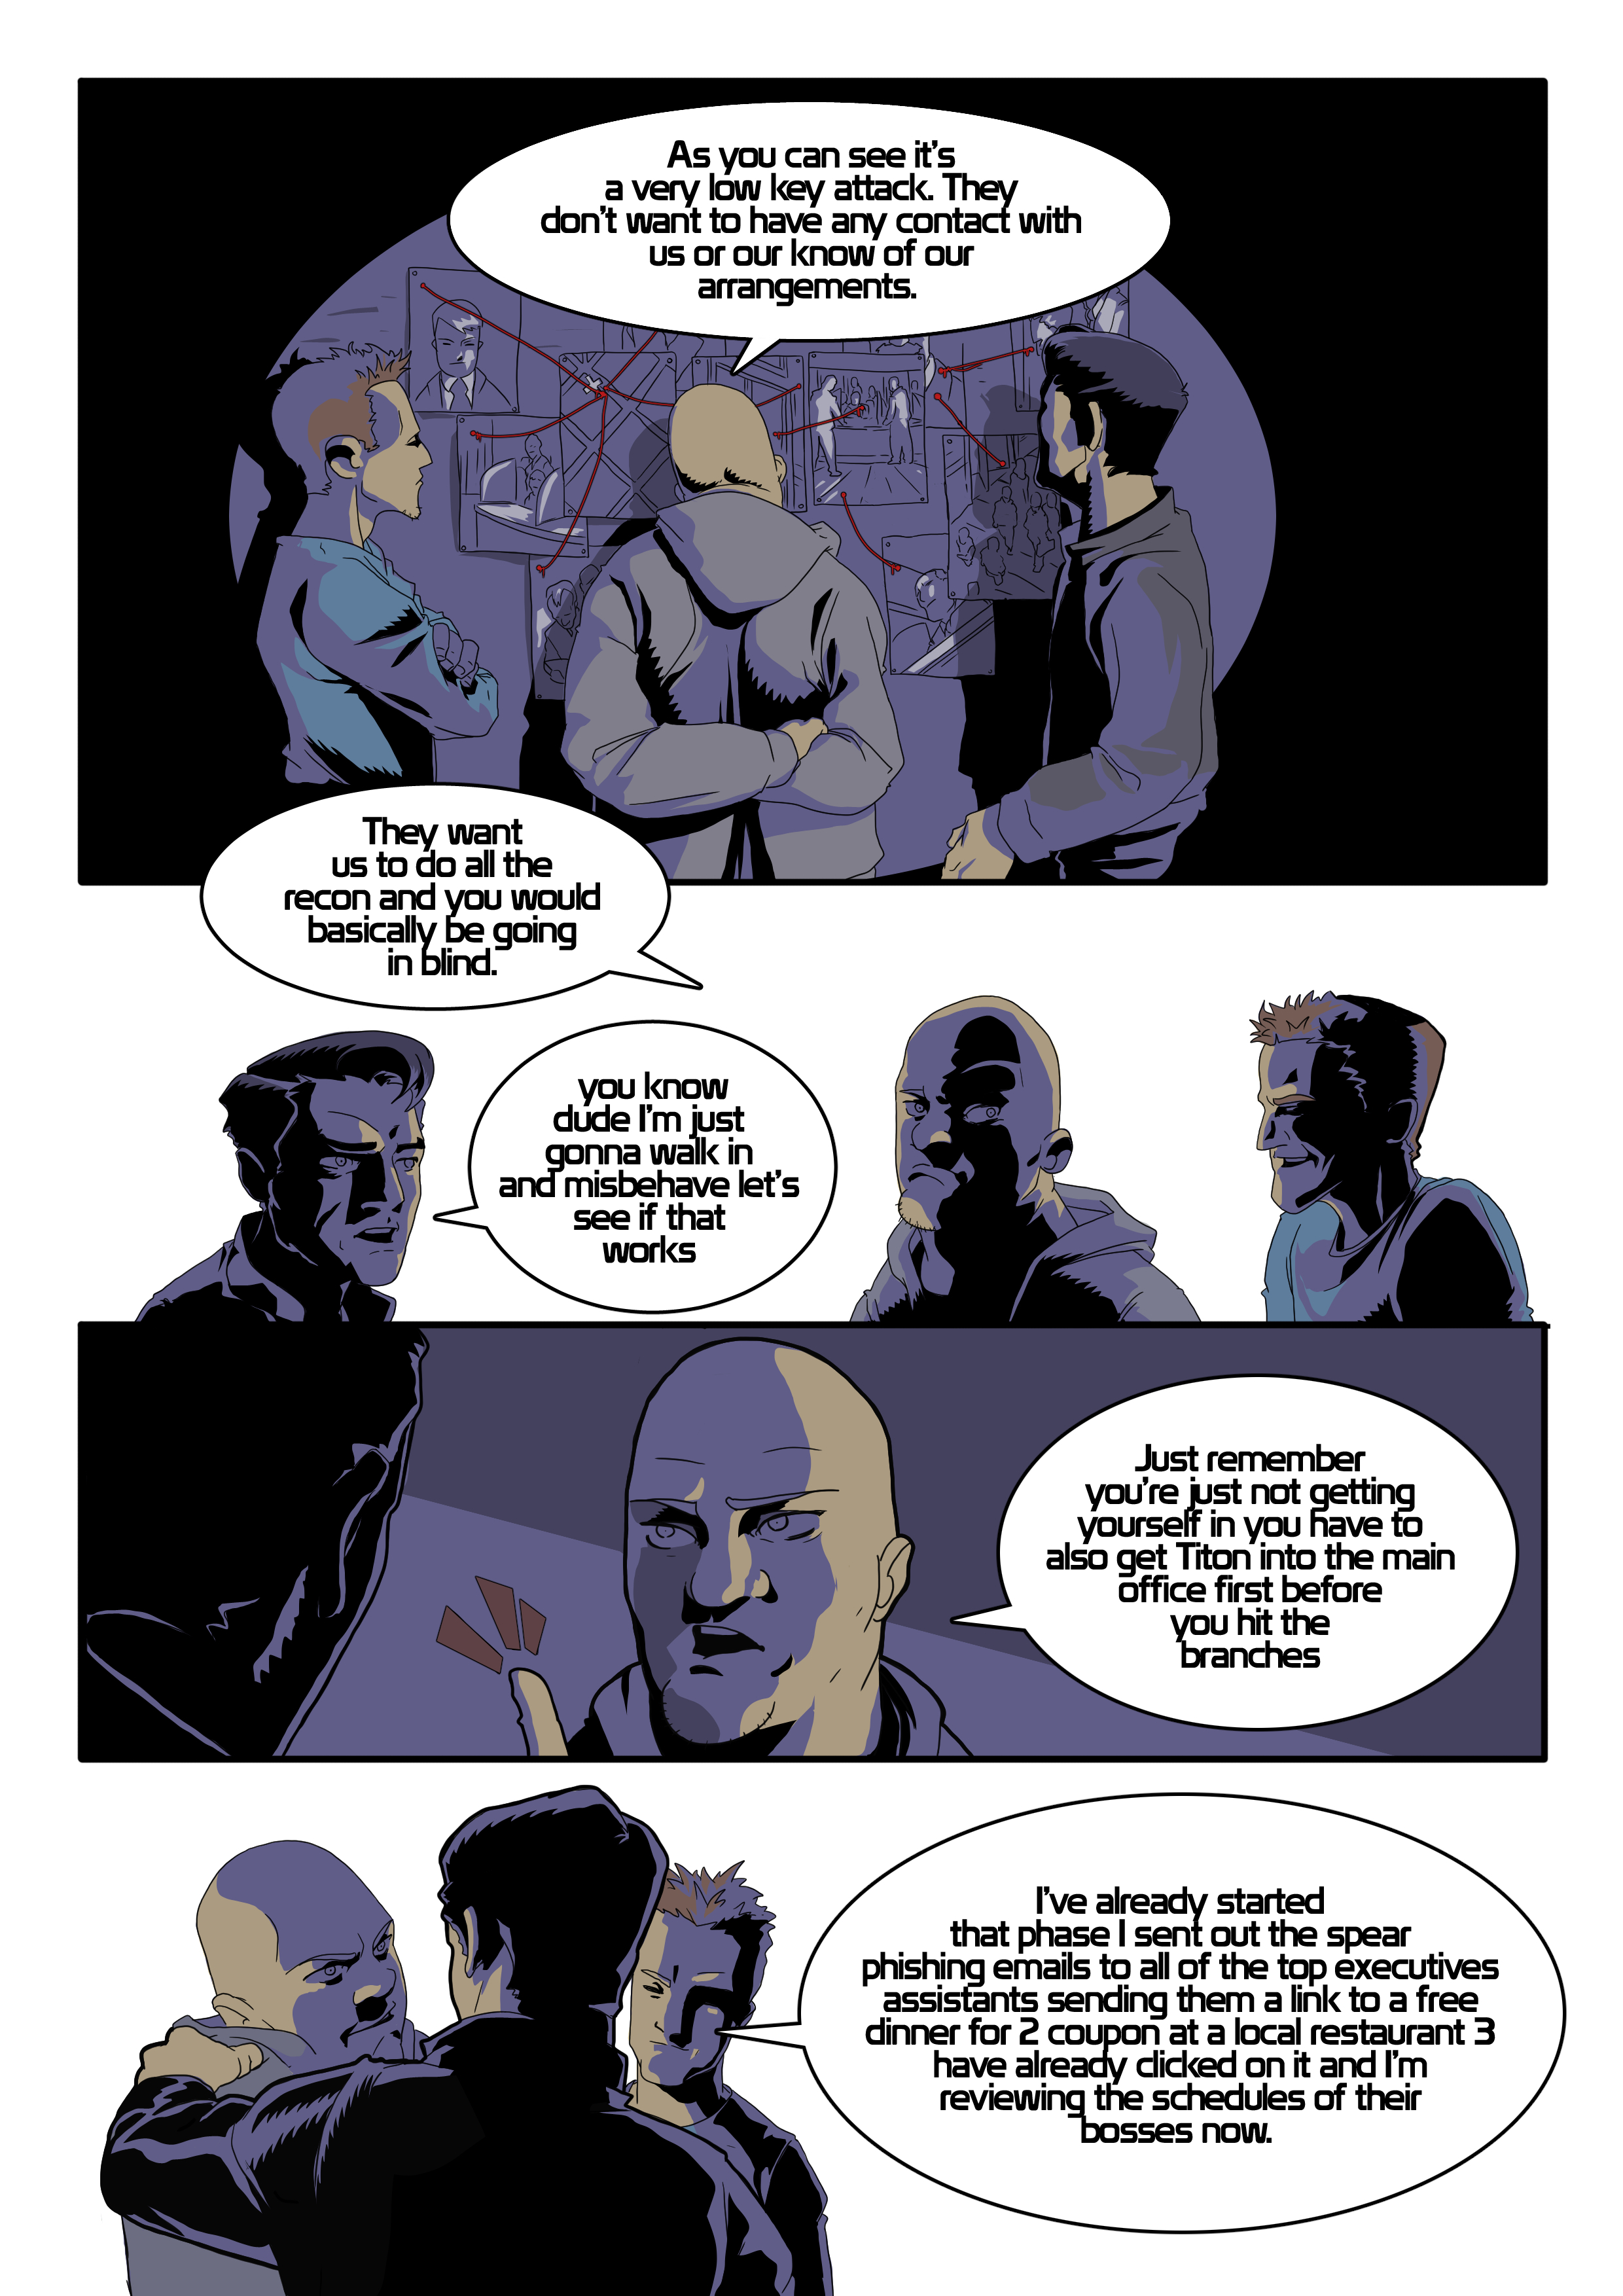 As you can see it's
a very low key attack. They
don't want to have any contact with
us or our know of our
arrangements.
They want
us to do all the
recon and you would
basically be going
in blind.
you know
dude I'm just
gonna walk in
and misbehave let's
see if that
works
Just remember
you're just not getting
yourself in you have to
also get Titon into the main
office first before
you hit the
branches
I've already started
that phase I sent out the spear
phishing emails to all of the top executives
assistants sending them a link to a free
dinner for 2 coupon at a local restaurant 3
have already clicked on it and I'm
reviewing the schedules of their
bosses now.